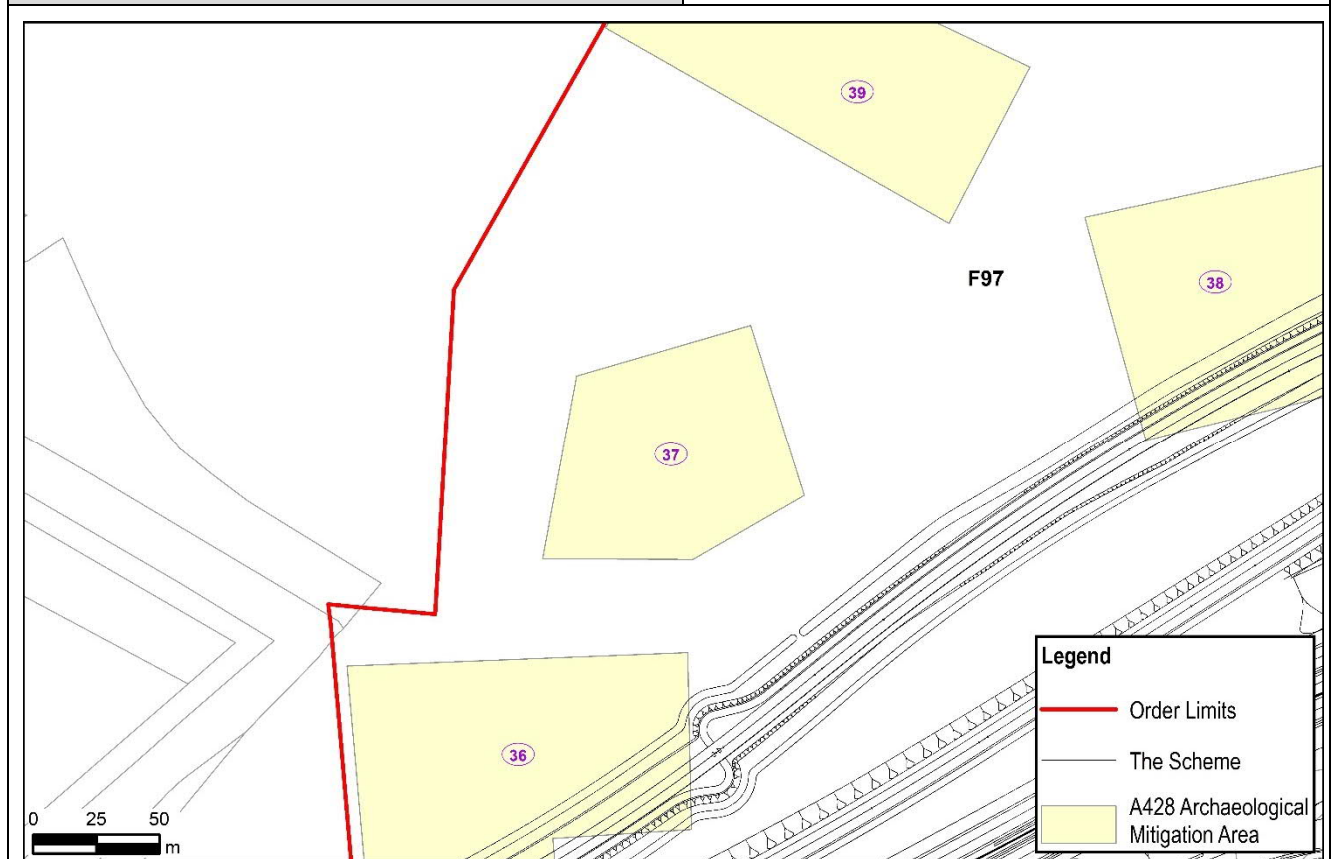 39
F97
38
37
36
Legend
Order Limits
The Scheme
A428 Archaeological
Mitigation Area
0 25 50
m